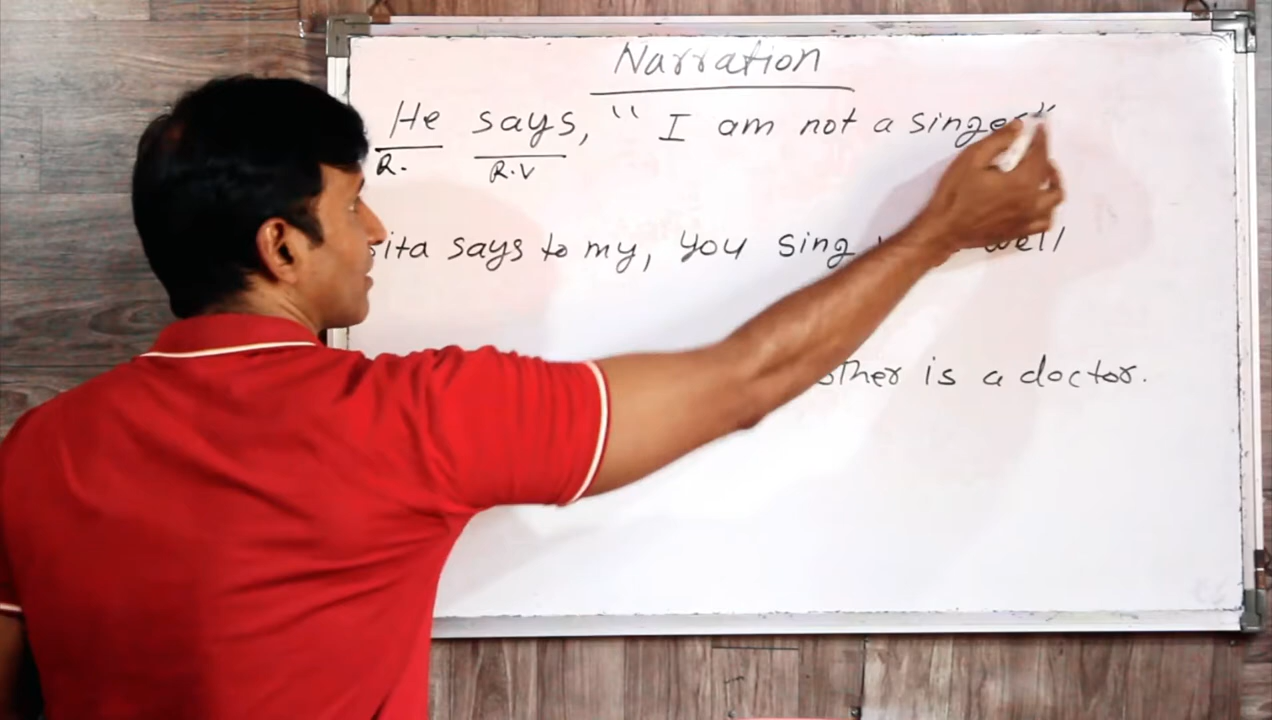 Narration
He says, " I am not a singer"
R. R.V
says to my, you sing well
is a doctor.